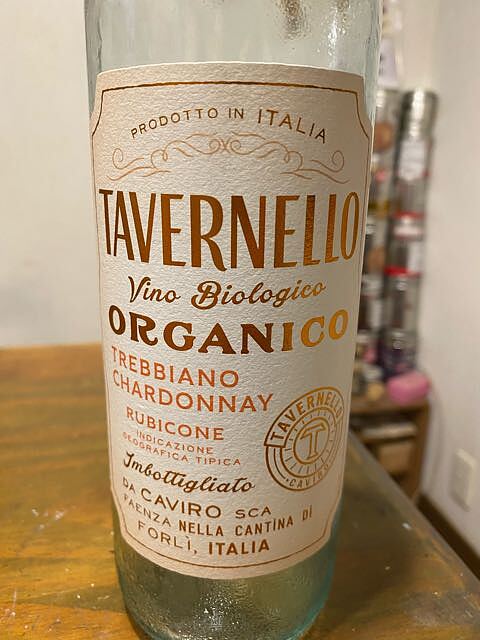 PRODOTTO IN ITALIA
TAVERNELLO
Vino Biologico
ORGANICO
TREBBIANO
CHARDONNAY
RUBICONE
INDICAZIONE
GEOGRAFICA TIPICA
Imbottigliato
DA CAVIRO SCA
FAENZA NELLA CANTINA DI
FORLÌ, ITALIA
TAVERNELLO
T
CAVIRO